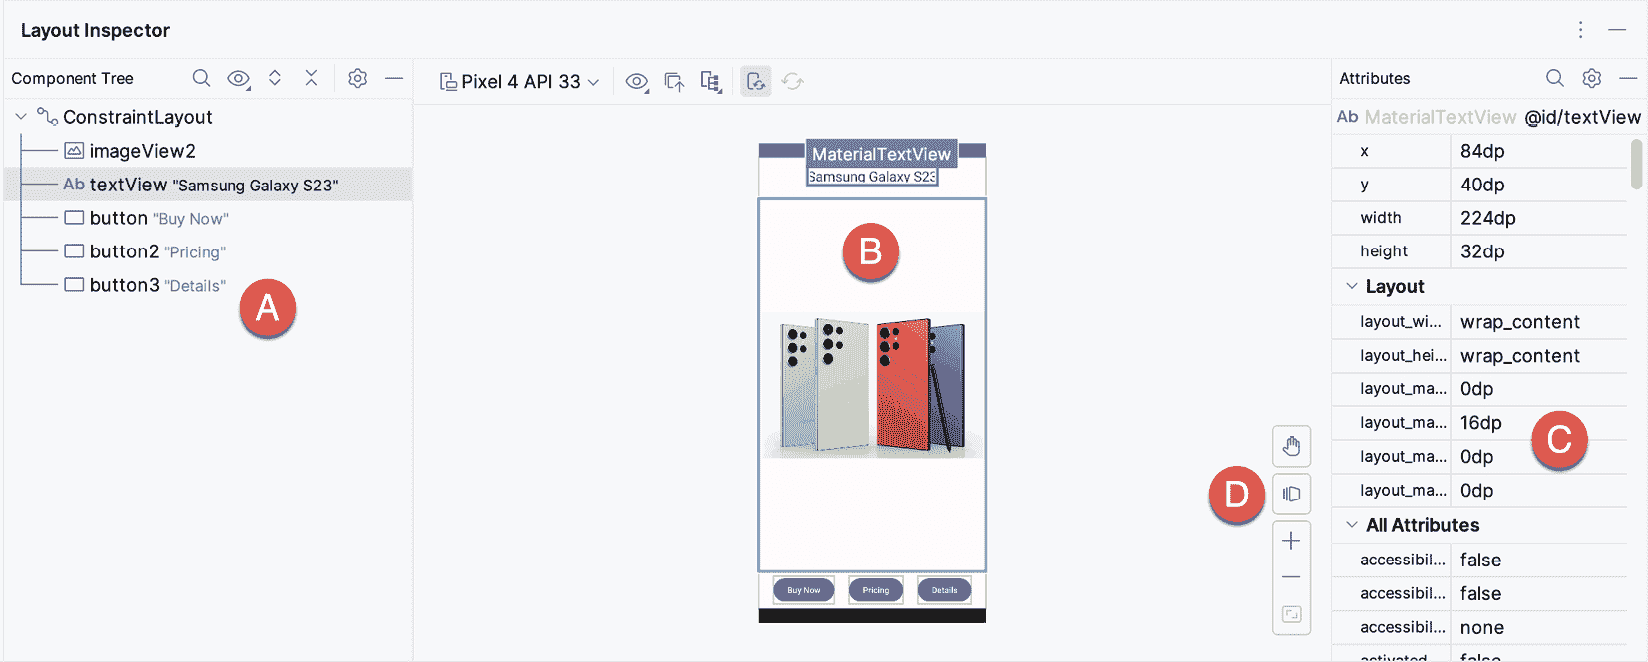 Layout Inspector
Component Tree
Pixel 4 API 33
Attributes
ConstraintLayout
imageView2
Ab textView "Samsung Galaxy S23"
button "Buy Now"
button2 "Pricing"
button3 "Details"
A
MaterialTextView
Samsung Galaxy S23
B
Buy Now
Pricing
Details
D
Ab MaterialTextView @id/textView
x 84dp
y 40dp
width 224dp
height 32dp
Layout
layout_wi... wrap_content
layout_hei... wrap_content
layout_ma... 0dp
layout_ma... 16dp
C
layout_ma... 0dp
layout_ma... 0dp
All Attributes
accessibil... false
accessibil... false
accessibil... none
activated false